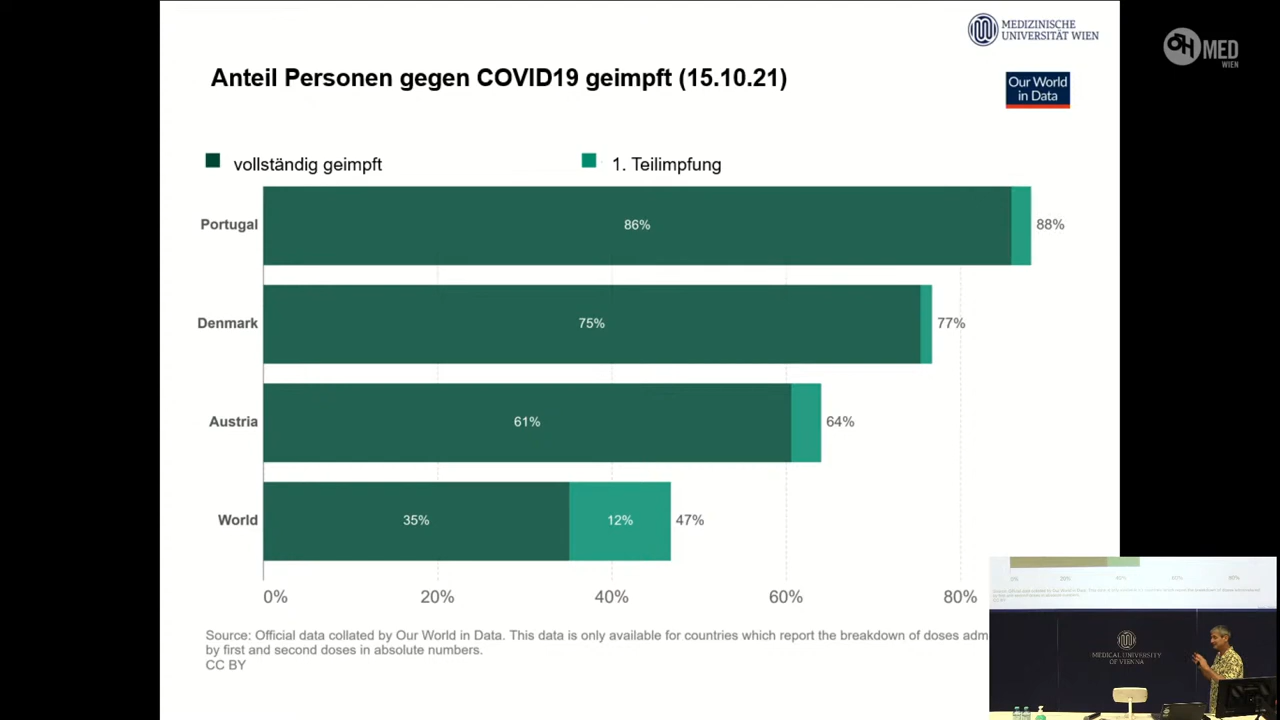 MEDIZINISCHE
UNIVERSITÄT WIEN
OH MED
WIEN
Anteil Personen gegen COVID19 geimpft (15.10.21)
Our World
in Data
vollständig geimpft
1. Teilimpfung
Portugal
86%
88%
Denmark
75%
77%
Austria
61%
64%
World
35%
12%
47%
0%
20%
40%
60%
80%
Source: Official data collated by Our World in Data. This data is only available for countries which report the breakdown of doses adm
by first and second doses in absolute numbers.
CC BY
MEDICAL UNIVERSITY
OF VIENNA